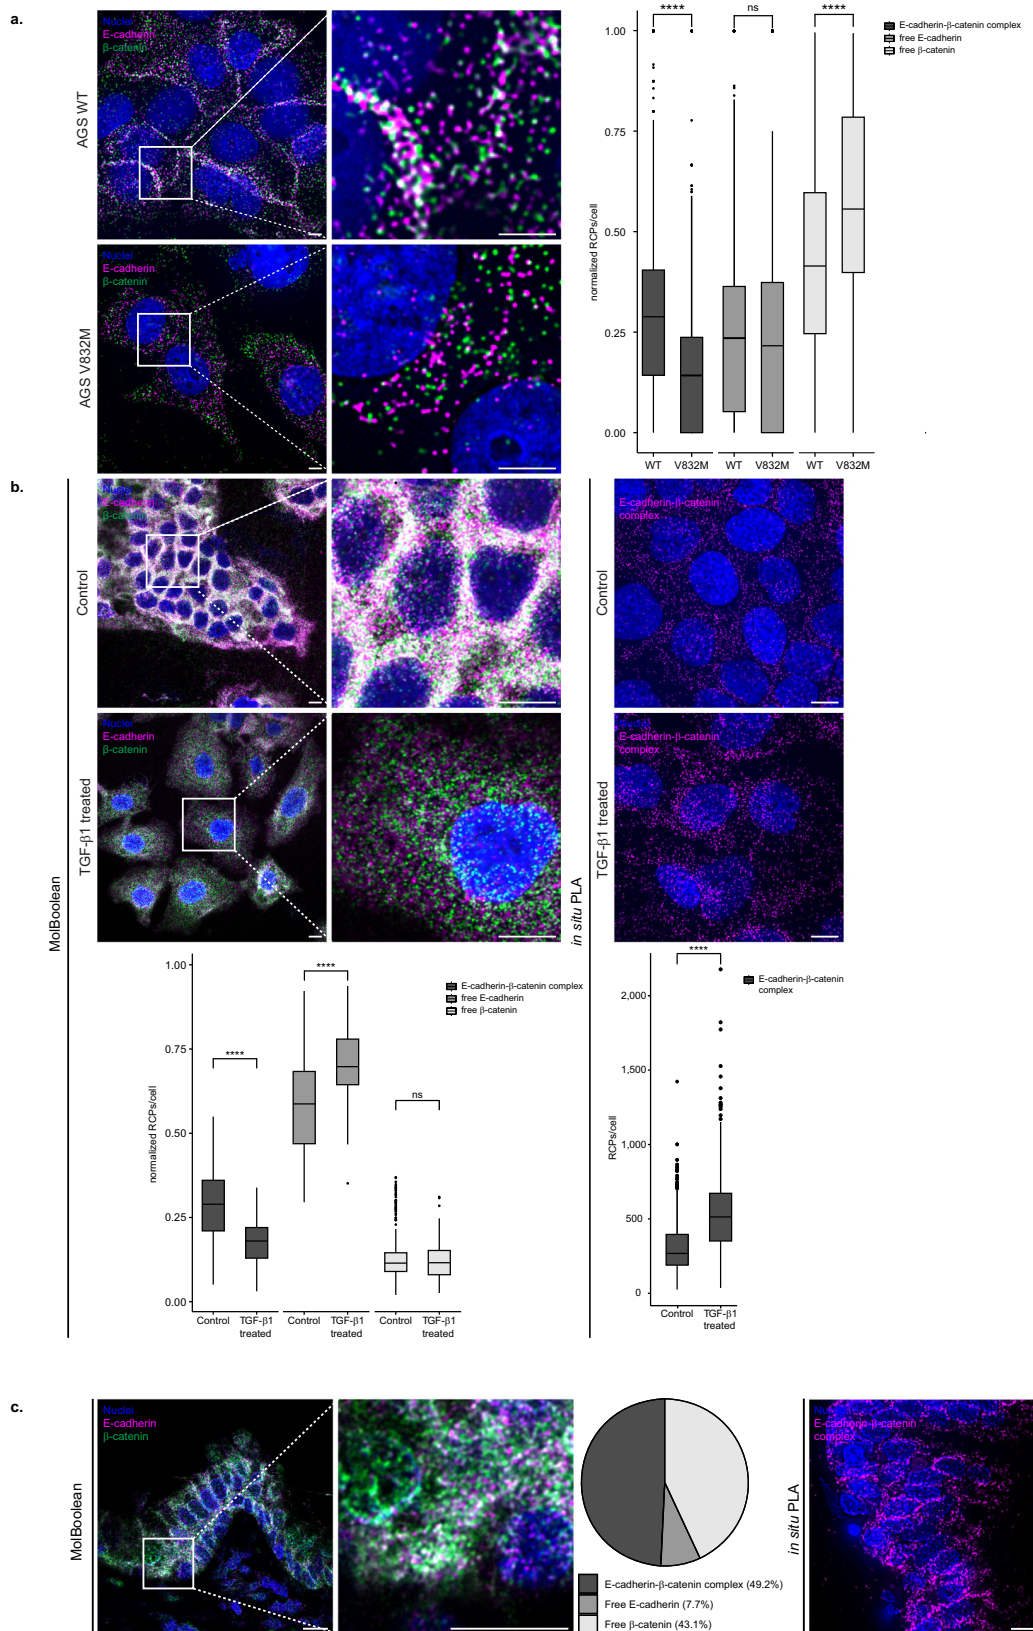 a.
AGS WT
Nuclei
E-cadherin
β-catenin
AGS V832M
Nuclei
E-cadherin
β-catenin
normalized RCPs/cell
1.00
0.75
0.50
0.25
0.00
****
ns
****
WT
V832M
WT
V832M
WT
V832M
E-cadherin-β-catenin complex
free E-cadherin
free β-catenin
b.
MolBoolean
Control
Nuclei
E-cadherin
β-catenin
TGF-β1 treated
Nuclei
E-cadherin
β-catenin
in situ PLA
Control
E-cadherin-β-catenin
complex
TGF-β1 treated
Nuclei
E-cadherin-β-catenin
complex
normalized RCPs/cell
1.00
0.75
0.50
0.25
0.00
****
****
ns
Control
TGF-β1
treated
Control
TGF-β1
treated
Control
TGF-β1
treated
E-cadherin-β-catenin complex
free E-cadherin
free β-catenin
RCPs/cell
2,000
1,500
1,000
500
0
****
Control
TGF-β1
treated
E-cadherin-β-catenin
complex
c.
MolBoolean
Nuclei
E-cadherin
β-catenin
E-cadherin-β-catenin complex (49.2%)
Free E-cadherin (7.7%)
Free β-catenin (43.1%)
in situ PLA
Nuclei
E-cadherin-β-catenin
complex